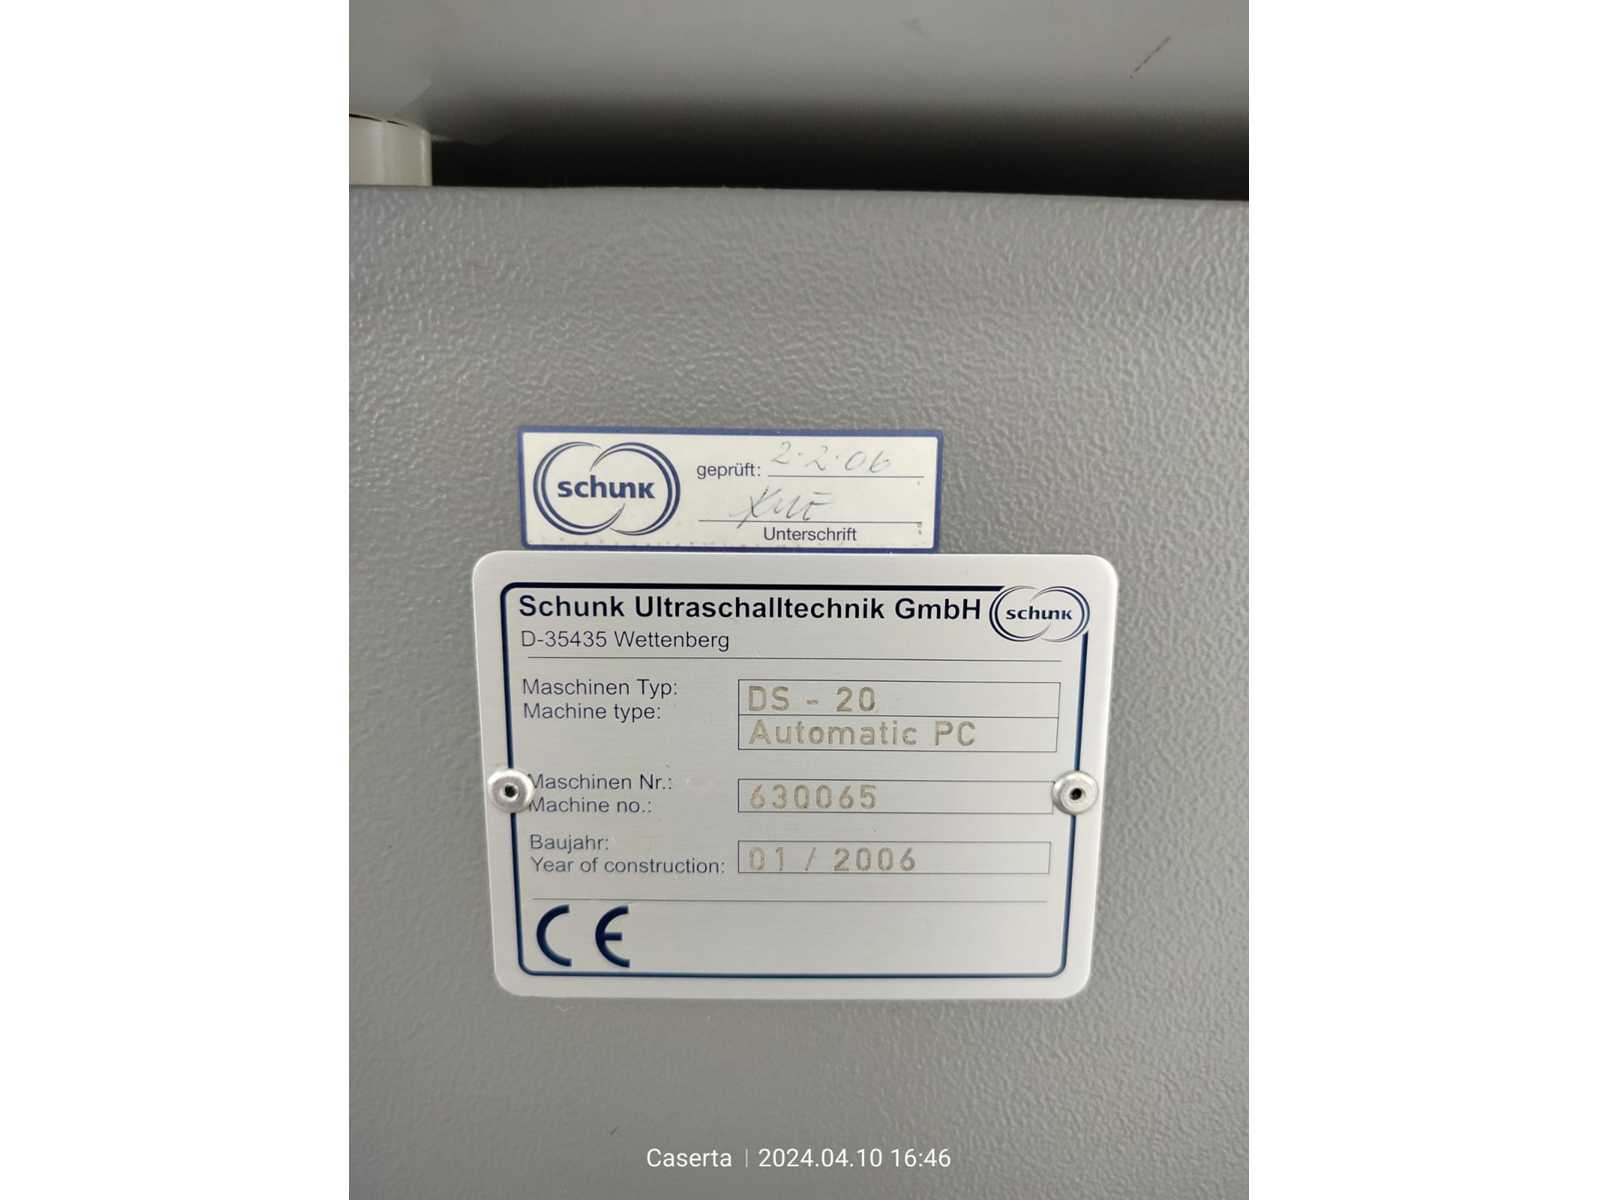 schunk
geprüft: 2.2.06
Unterschrift
Schunk Ultraschalltechnik GmbH
schunk
D-35435 Wettenberg
Maschinen Typ:
Machine type:
DS - 20
Automatic PC
Maschinen Nr.:
Machine no.:
630065
Baujahr:
Year of construction:
01 / 2006
CE
Caserta | 2024.04.10 16:46